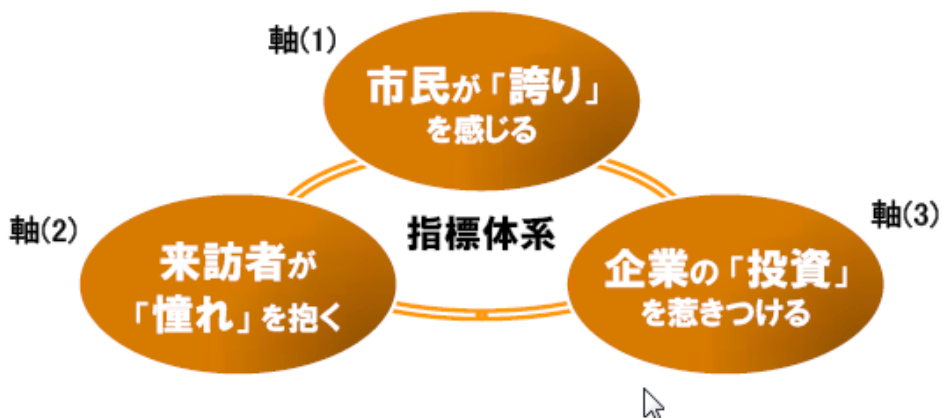 軸(1)
市民が「誇り」
を感じる
指標体系
軸(2)
来訪者が
「憧れ」を抱く
軸(3)
企業の「投資」
を惹きつける